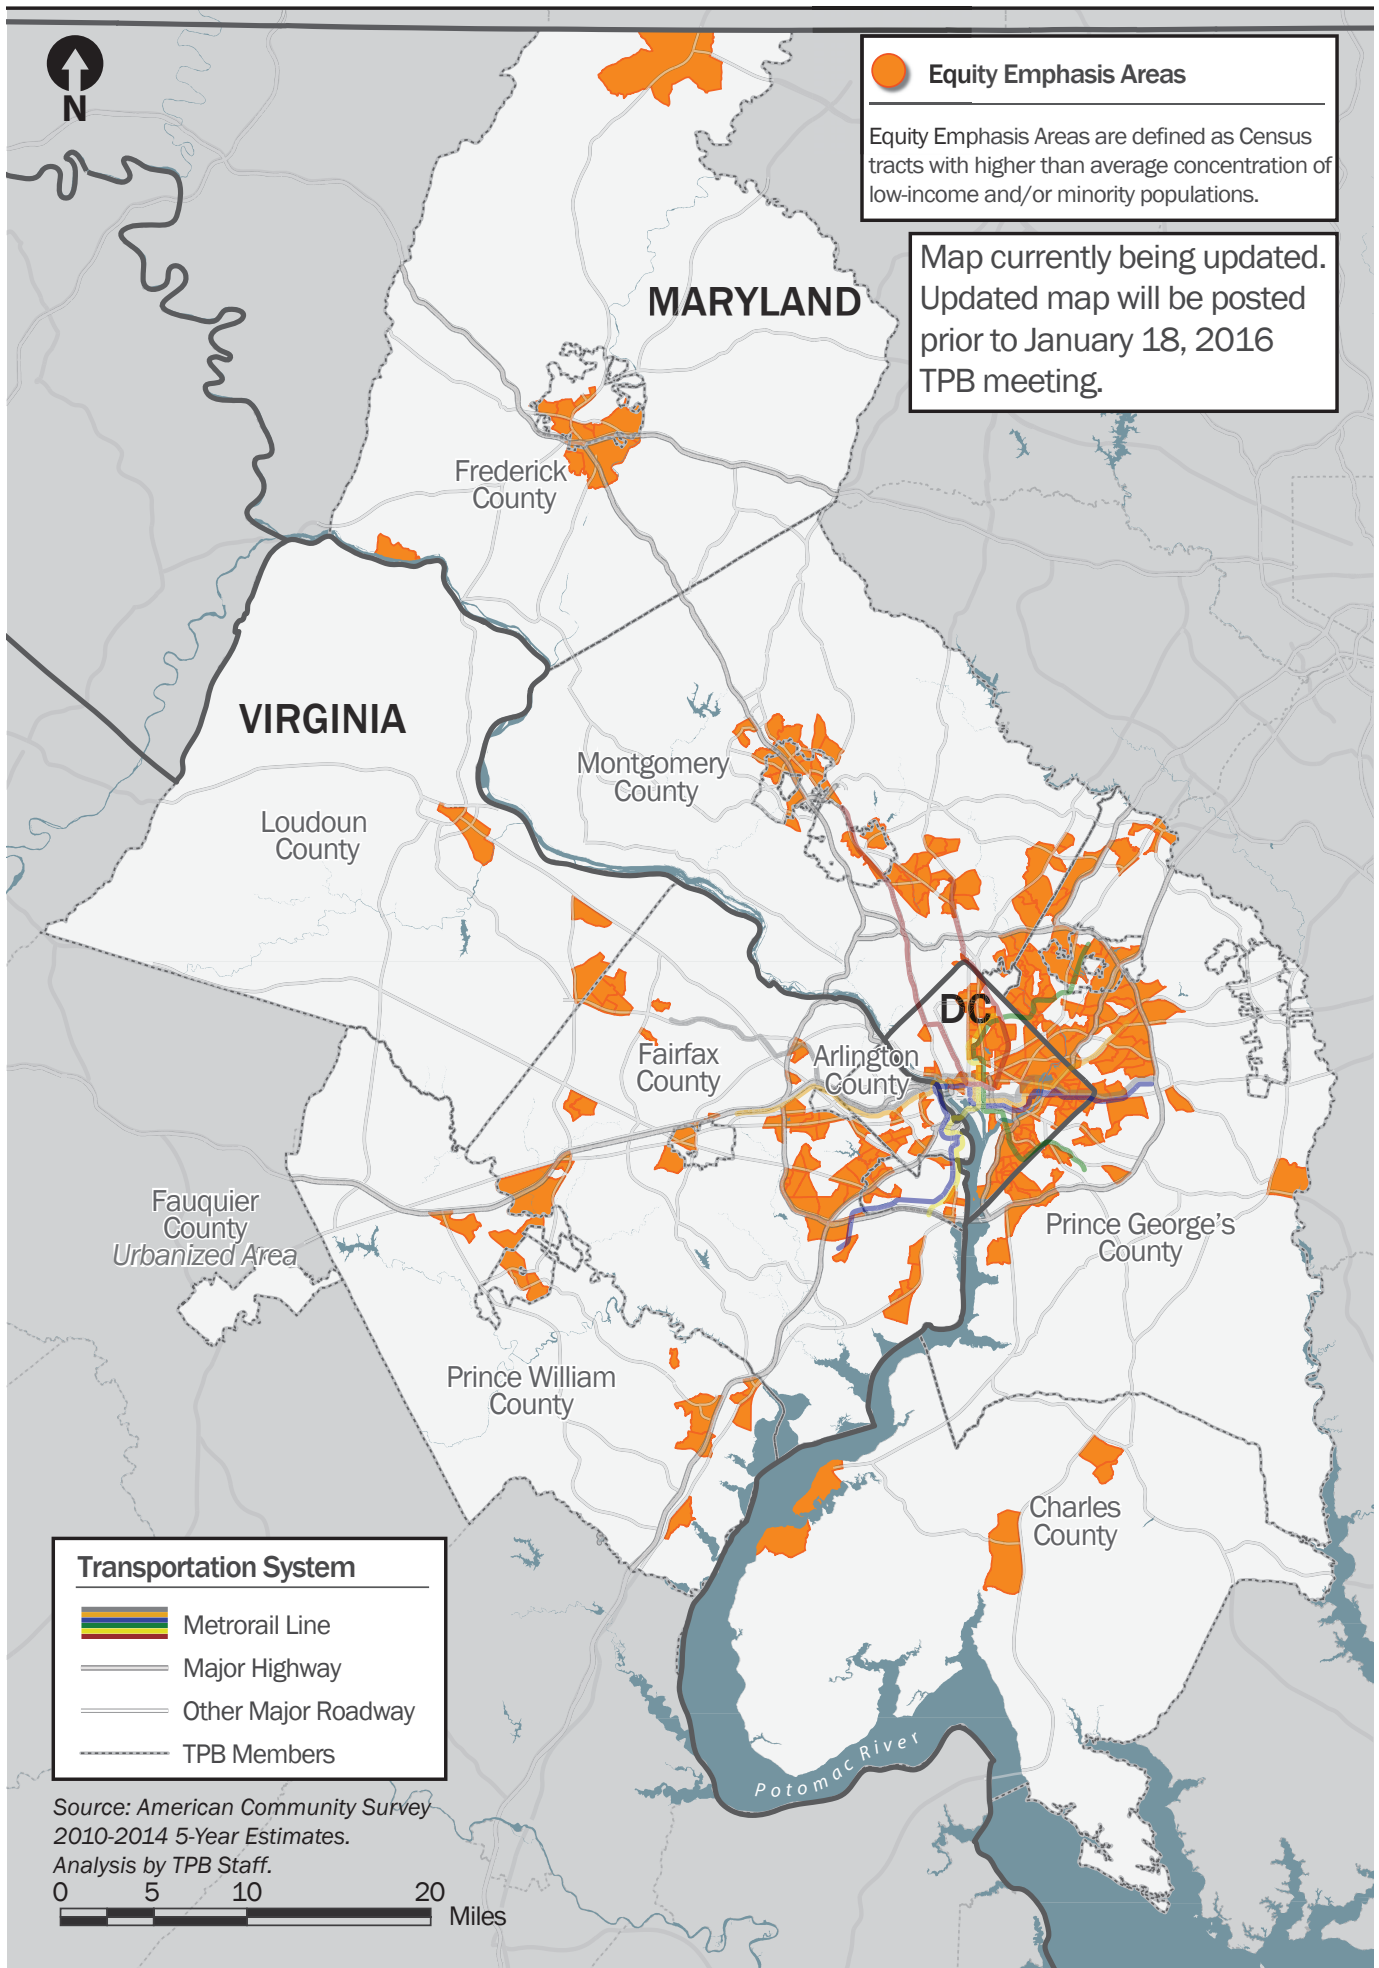 N
Equity Emphasis Areas
Equity Emphasis Areas are defined as Census
tracts with higher than average concentration of
low-income and/or minority populations.
Map currently being updated.
Updated map will be posted
prior to January 18, 2016
TPB meeting.
MARYLAND
Frederick
County
VIRGINIA
Montgomery
County
Loudoun
County
DC
Fairfax
County
Arlington
County
Fauquier
County
Urbanized Area
Prince George's
County
Prince William
County
Charles
County
Potomac River
Transportation System
Metrorail Line
Major Highway
Other Major Roadway
TPB Members
Source: American Community Survey
2010-2014 5-Year Estimates.
Analysis by TPB Staff.
0 5 10 20
Miles